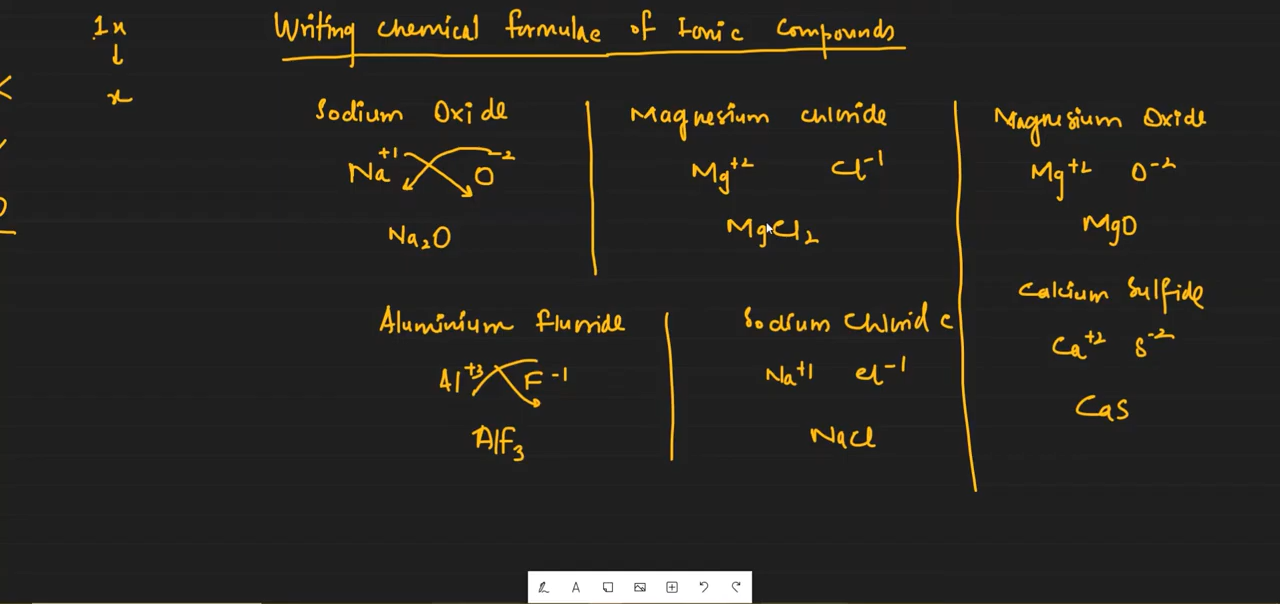 1x
↓
x
Writing chemical formulae of Ionic Compounds
Sodium Oxide
Na+1 O-2
Na2O
Magnesium chloride
Mg+2 Cl-1
MgCl2
Magnesium Oxide
Mg+2 O-2
MgO
Calcium Sulfide
Ca+2 S-2
CaS
Aluminium fluoride
Al+3 F-1
AlF3
Sodium Chloride
Na+1 Cl-1
NaCl
A